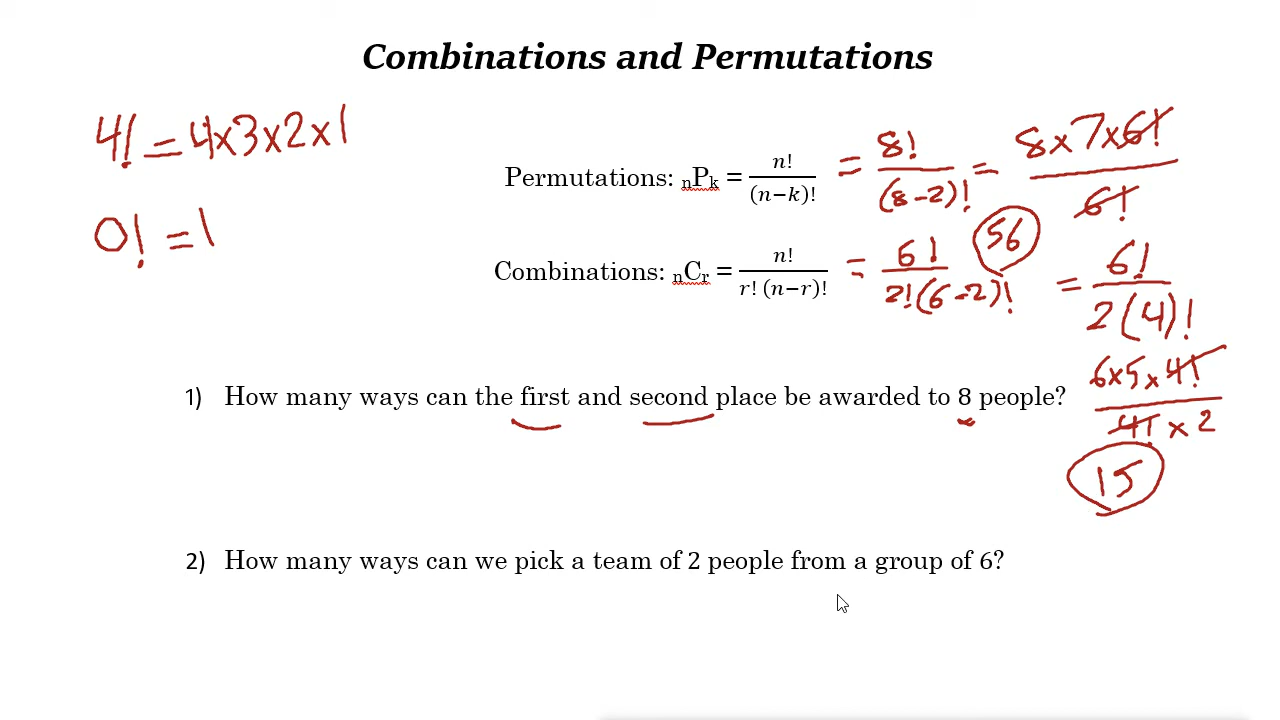 Combinations and Permutations
4! = 4x3x2x1
0! = 1
Permutations: nPk = n!/(n−k)! = 8!/(8-2)! = 8x7x6!/6!
56
Combinations: nCr = n!/r!(n−r)! = 6!/2!(6-2)! = 6!/2(4)!
6x5x4!/4!x2
15
1) How many ways can the first and second place be awarded to 8 people?
2) How many ways can we pick a team of 2 people from a group of 6?